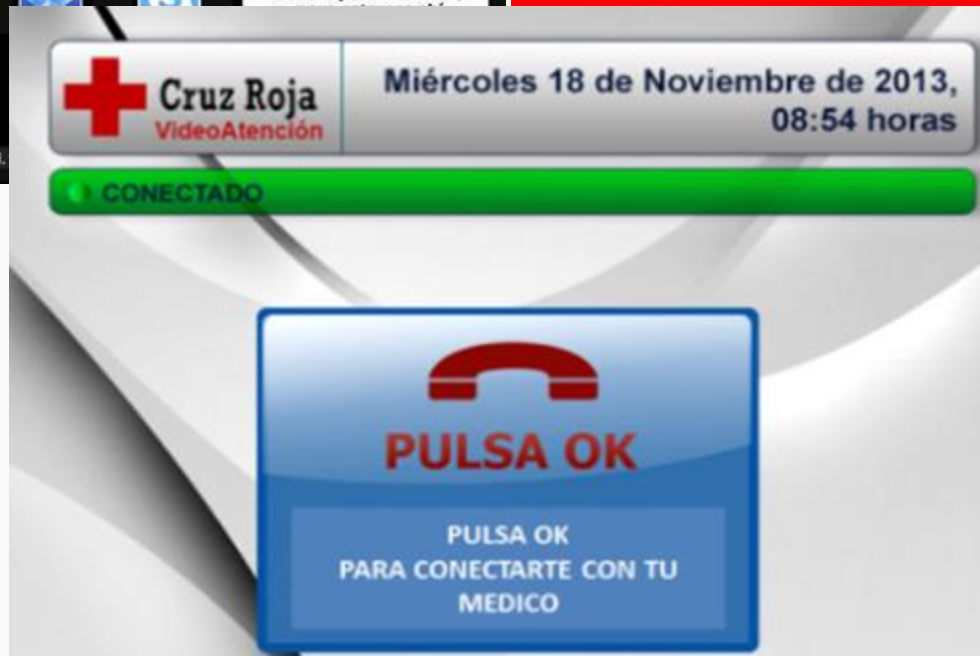 Cruz Roja
VideoAtención
Miércoles 18 de Noviembre de 2013,
08:54 horas
CONECTADO
PULSA OK
PULSA OK
PARA CONECTARTE CON TU
MEDICO